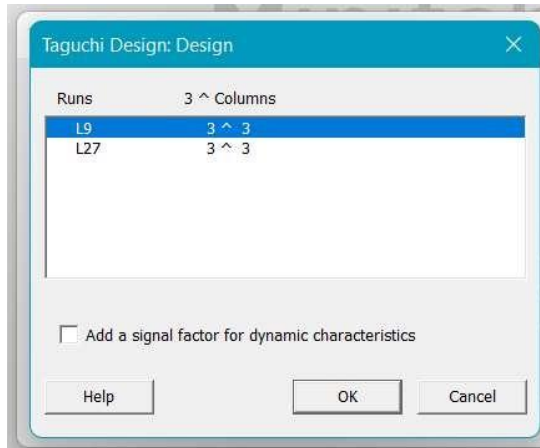 Taguchi Design: Design
Runs 3 ^ Columns
L9 3 ^ 3
L27 3 ^ 3
Add a signal factor for dynamic characteristics
Help OK Cancel